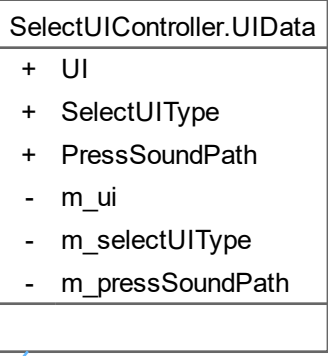 SelectUIController.UIData
+ UI
+ SelectUIType
+ PressSoundPath
- m_ui
- m_selectUIType
- m_pressSoundPath